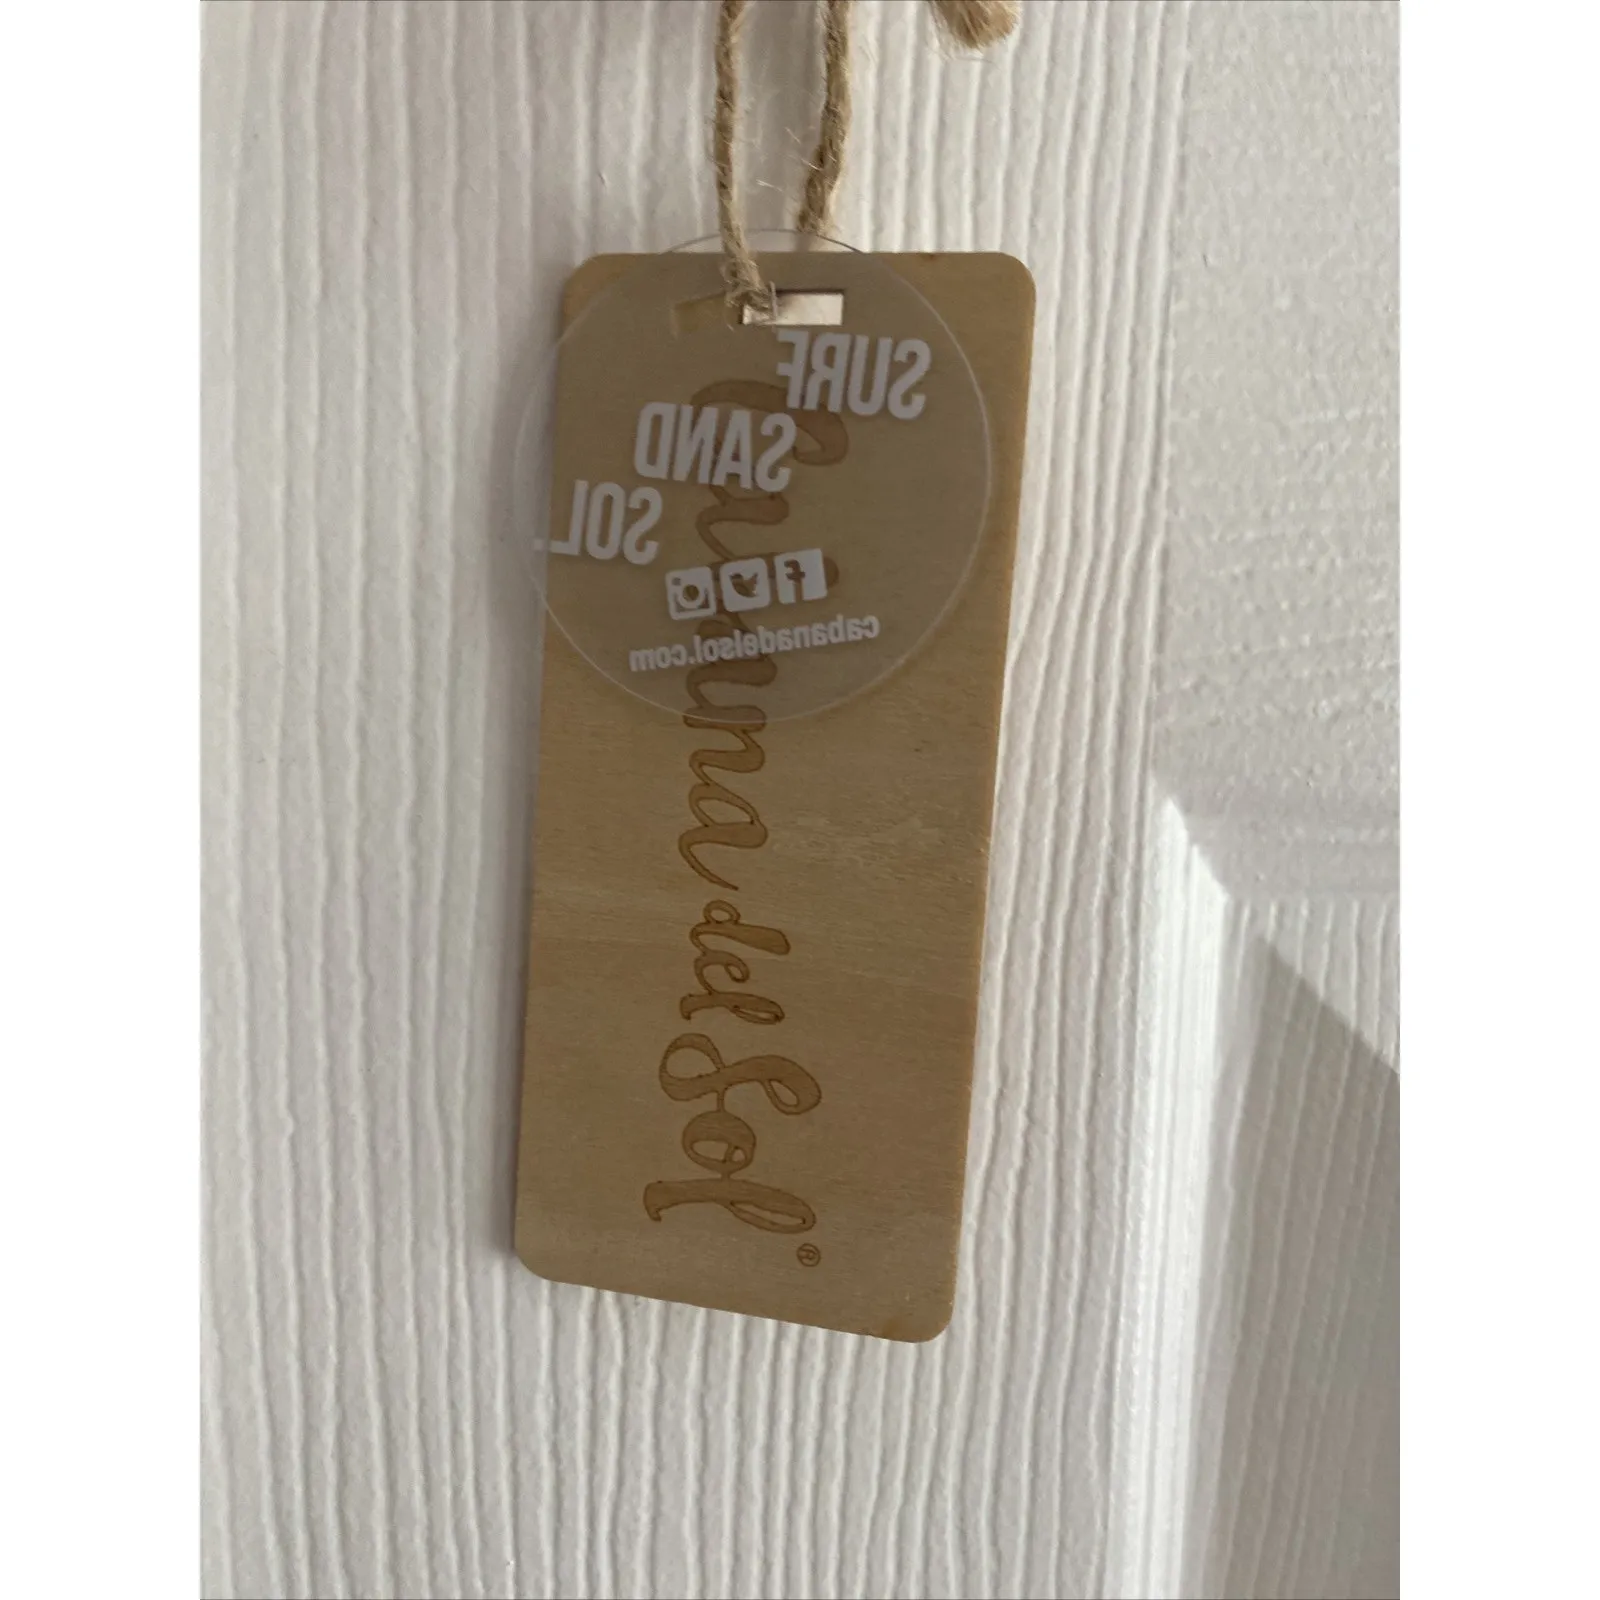 SURF
SAND
SOL.
cabanadelsol.com
Cabana del Sol®